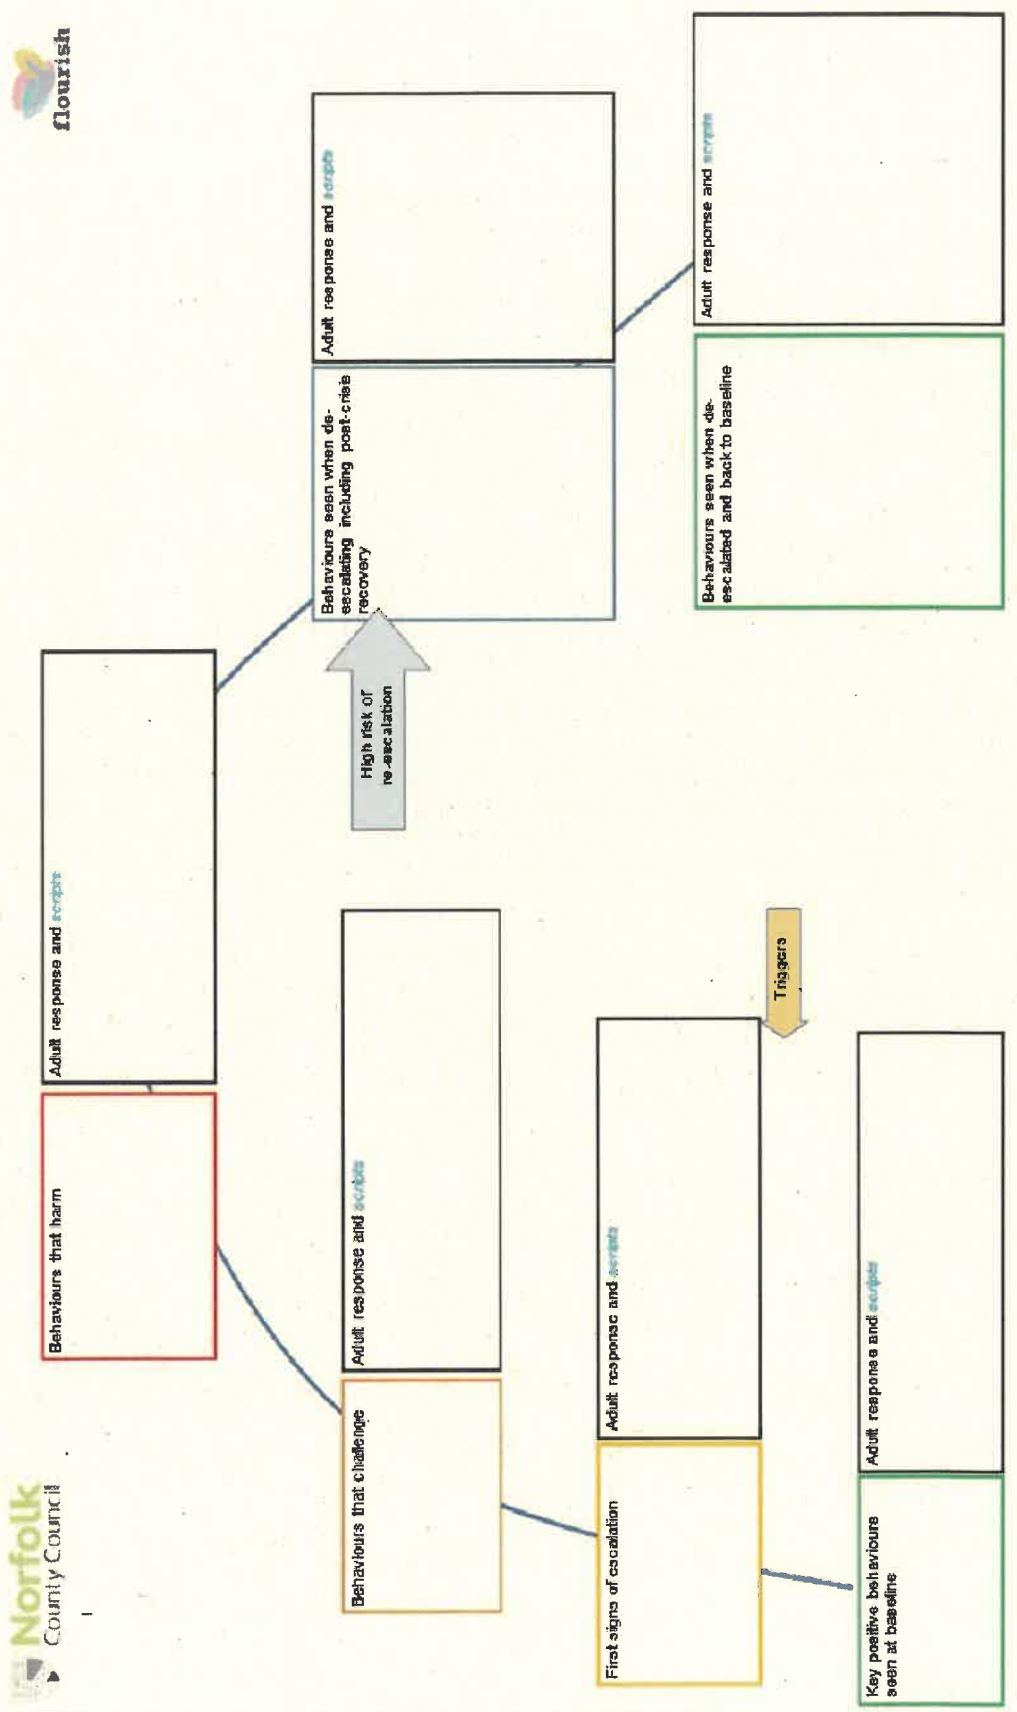 Norfolk
County Council
flourish
Behaviours that harm
Adult response and scripts
Behaviours that challenge
Adult response and scripts
High risk of
re-escalation
Behaviours seen when de-
escalating including post-crisis
recovery
Adult response and scripts
First signs of escalation
Adult response and scripts
Triggers
Key positive behaviours
seen at baseline
Adult response and scripts
Behaviours seen when de-
escalated and back to baseline
Adult response and scripts